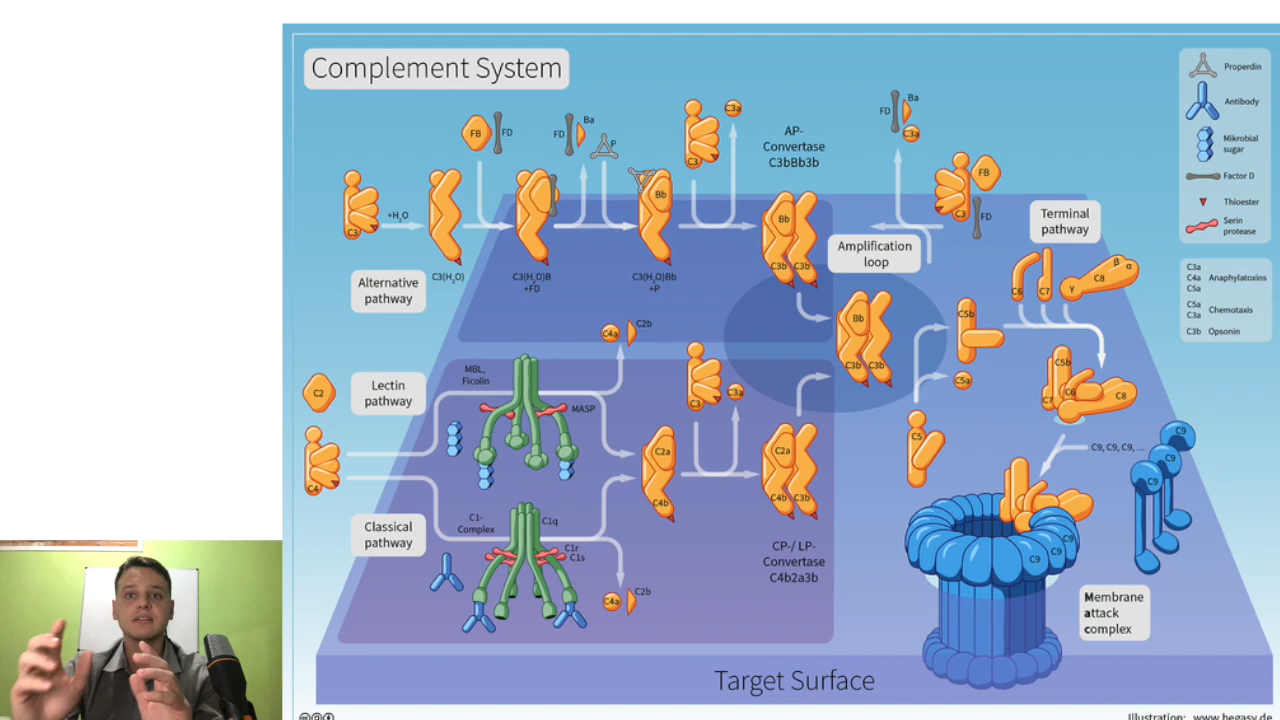 Complement System
FB
FD
FD
Ba
P
C3
C3a
AP-
Convertase
C3bBb3b
FD
Ba
C3a
Properdin
Antibody
Mikrobial
sugar
Factor D
Thioester
Serin
protease
C3
+H₂O
C3(H₂O)
C3(H₂O)B
+FD
Bb
C3(H₂O)Bb
+P
Bb
C3b
C3b
C3
FB
FD
Alternative
pathway
Amplification
loop
Terminal
pathway
C6
C7
γ
C8
β
α
C3a
C4a
C5a
Anaphylatoxins
C5a
C3a
Chemotaxis
C3b
Opsonin
Bb
C3b
C3b
C5b
C5a
C5
C5b
C6
C7
C8
C4a
C2b
C2
Lectin
pathway
MBL,
Ficolin
MASP
C3
C3a
C4
C2a
C4b
C2a
C4b
C3b
C9, C9, C9, ...
C9
C9
C9
Classical
pathway
C1-
Complex
C1q
C1r
C1s
C4a
C2b
CP-/ LP-
Convertase
C4b2a3b
C9
C9
C9
Membrane
attack
complex
Target Surface
Illustration: www.hegasy.de